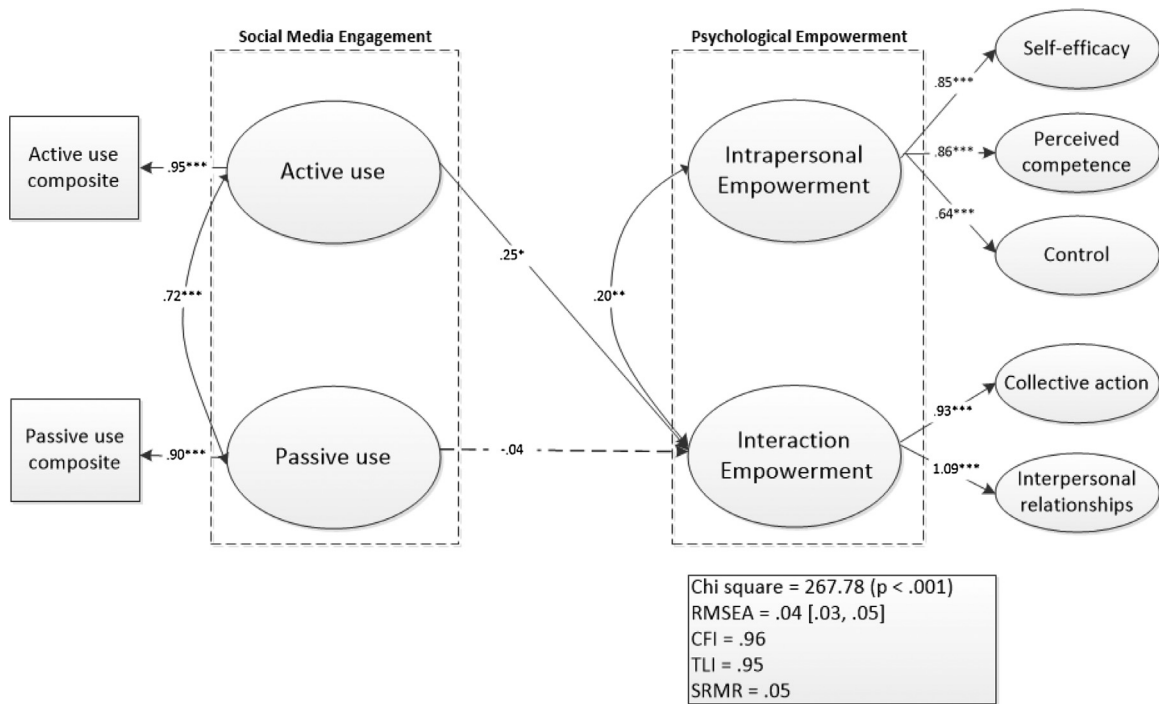 Social Media Engagement
Psychological Empowerment
Self-efficacy
.85***
Active use
composite
.95***
Active use
Intrapersonal
Empowerment
.86***
Perceived
competence
.64***
Control
.25*
.72***
.20**
Collective action
.93***
Passive use
composite
.90***
Passive use
-.04
Interaction
Empowerment
1.09***
Interpersonal
relationships
Chi square = 267.78 (p < .001)
RMSEA = .04 [.03, .05]
CFI = .96
TLI = .95
SRMR = .05